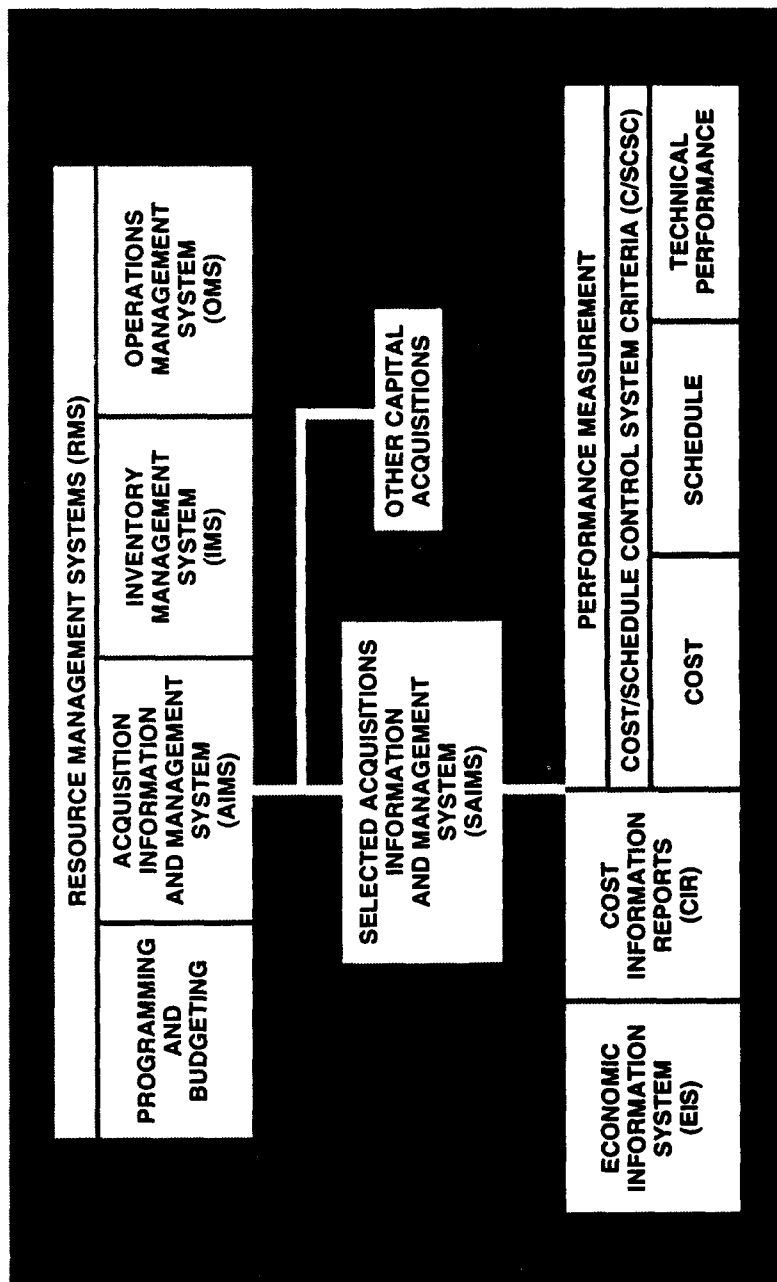 RESOURCE MANAGEMENT SYSTEMS (RMS)
PROGRAMMING
AND
BUDGETING
ACQUISITION
INFORMATION
AND MANAGEMENT
SYSTEM
(AIMS)
INVENTORY
MANAGEMENT
SYSTEM
(IMS)
OPERATIONS
MANAGEMENT
SYSTEM
(OMS)
SELECTED ACQUISITIONS
INFORMATION
AND MANAGEMENT
SYSTEM
(SAIMS)
OTHER CAPITAL
ACQUISITIONS
ECONOMIC
INFORMATION
SYSTEM
(EIS)
COST
INFORMATION
REPORTS
(CIR)
PERFORMANCE MEASUREMENT
COST/SCHEDULE CONTROL SYSTEM CRITERIA (C/SCSC)
COST
SCHEDULE
TECHNICAL
PERFORMANCE